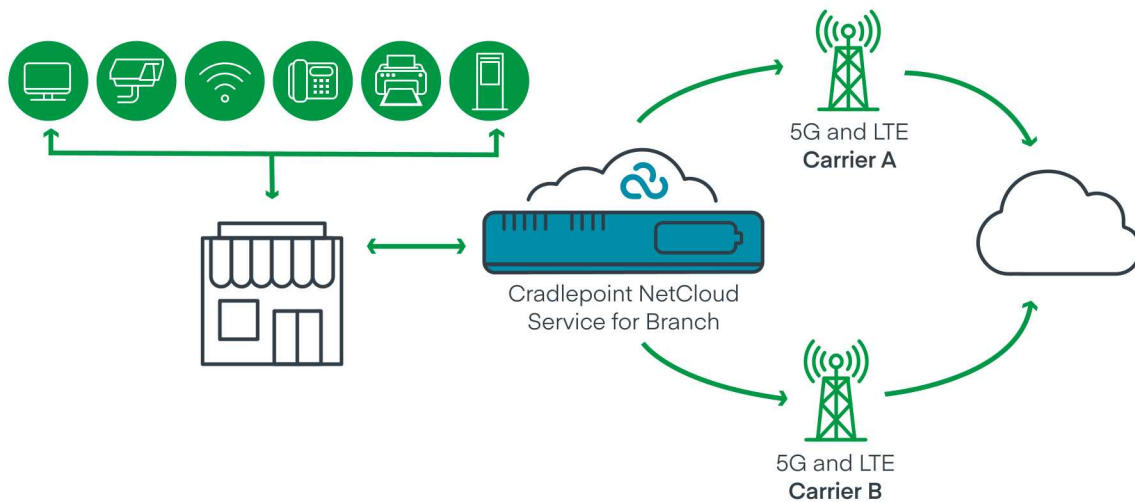 5G and LTE
Carrier A
Cradlepoint NetCloud
Service for Branch
5G and LTE
Carrier B